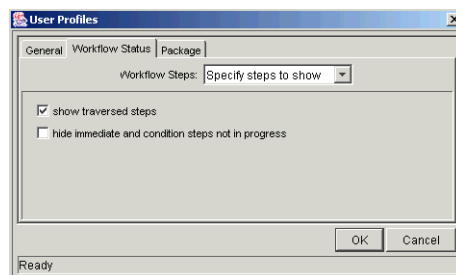 User Profiles
General Workflow Status Package
Workflow Steps: Specify steps to show
show traversed steps
hide immediate and condition steps not in progress
OK Cancel
Ready